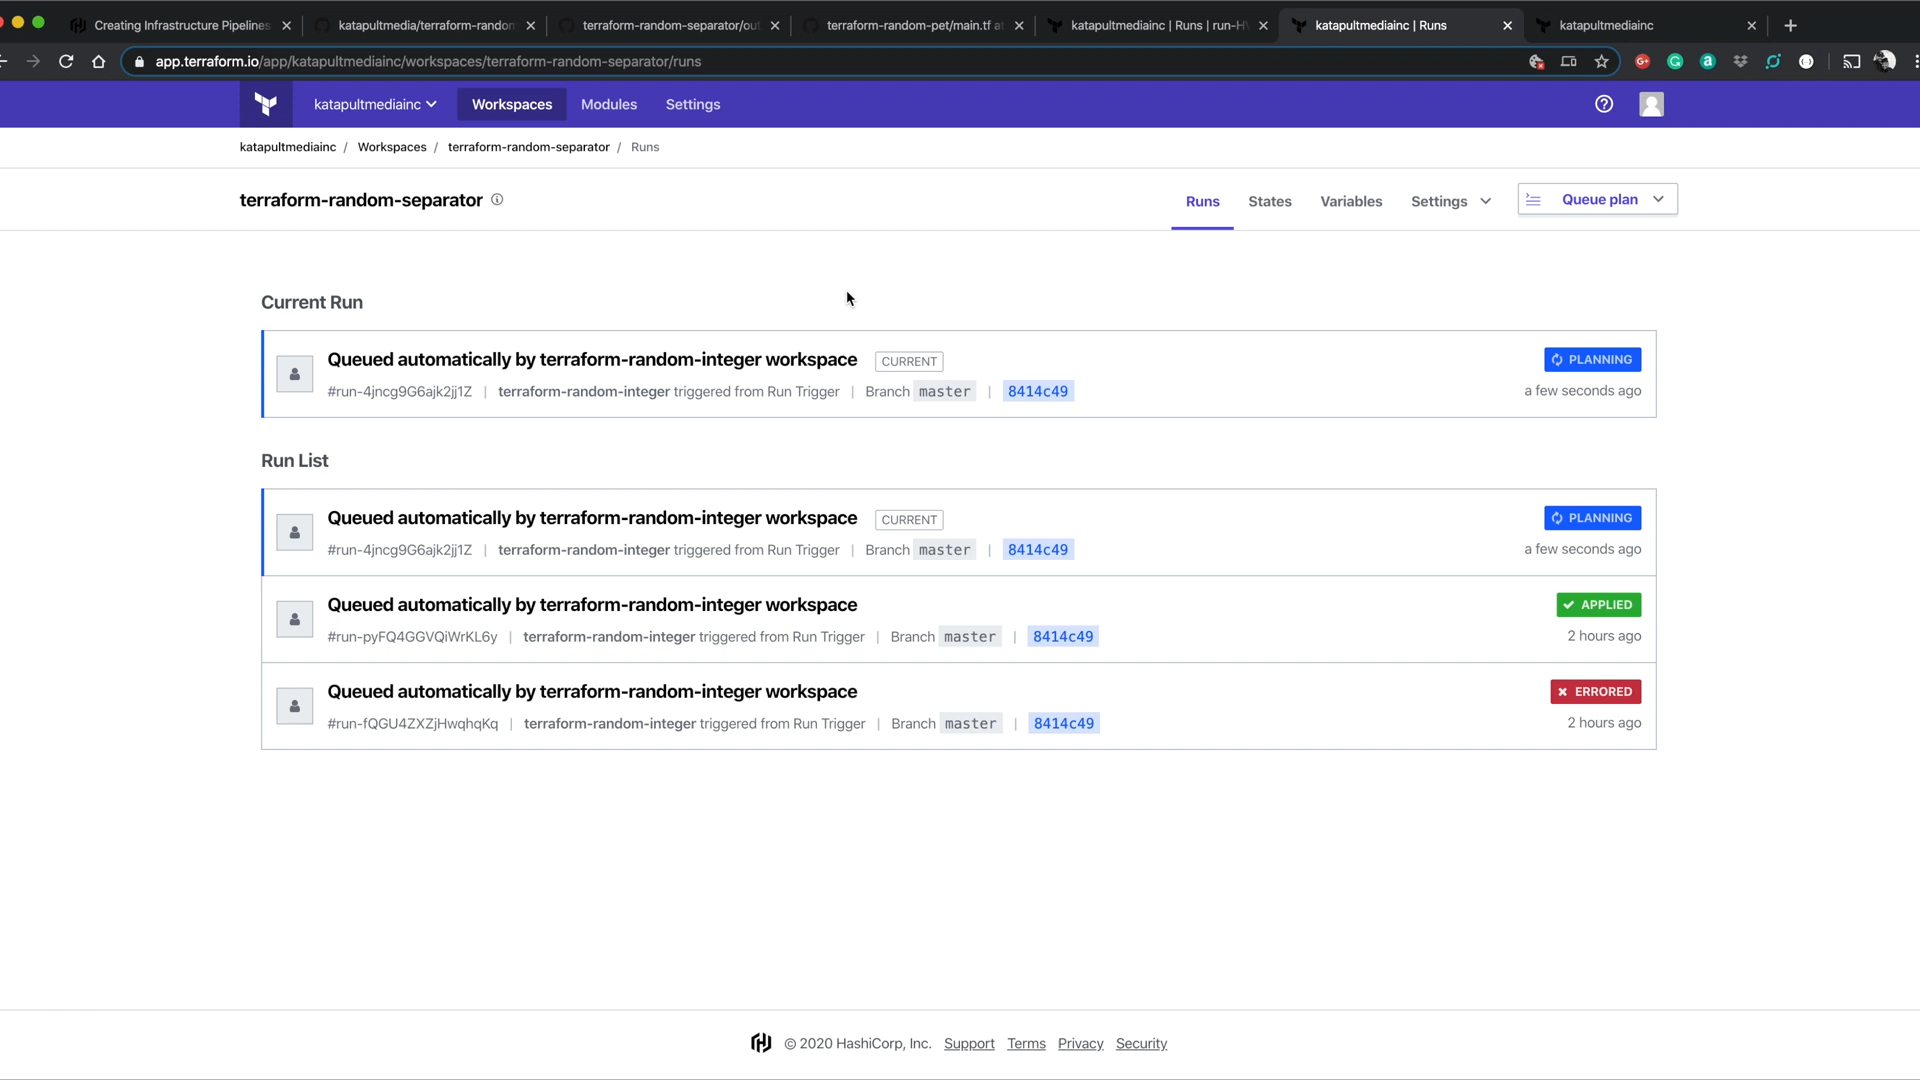 Creating Infrastructure Pipelines
katapultmedia/terraform-random
terraform-random-separator/out
terraform-random-pet/main.tf at
katapultmediainc | Runs | run-H
katapultmediainc | Runs
katapultmediainc
app.terraform.io/app/katapultmediainc/workspaces/terraform-random-separator/runs
katapultmediainc Workspaces Modules Settings
katapultmediainc / Workspaces / terraform-random-separator / Runs
terraform-random-separator
Runs States Variables Settings Queue plan
Current Run
Queued automatically by terraform-random-integer workspace CURRENT PLANNING
#run-4jncg9G6ajk2jj1Z | terraform-random-integer triggered from Run Trigger | Branch master | 8414c49 a few seconds ago
Run List
Queued automatically by terraform-random-integer workspace CURRENT PLANNING
#run-4jncg9G6ajk2jj1Z | terraform-random-integer triggered from Run Trigger | Branch master | 8414c49 a few seconds ago
Queued automatically by terraform-random-integer workspace APPLIED
#run-pyFQ4GGVQiWrKL6y | terraform-random-integer triggered from Run Trigger | Branch master | 8414c49 2 hours ago
Queued automatically by terraform-random-integer workspace ERRORED
#run-fQGU4ZXZjHwqhqKq | terraform-random-integer triggered from Run Trigger | Branch master | 8414c49 2 hours ago
© 2020 HashiCorp, Inc. Support Terms Privacy Security